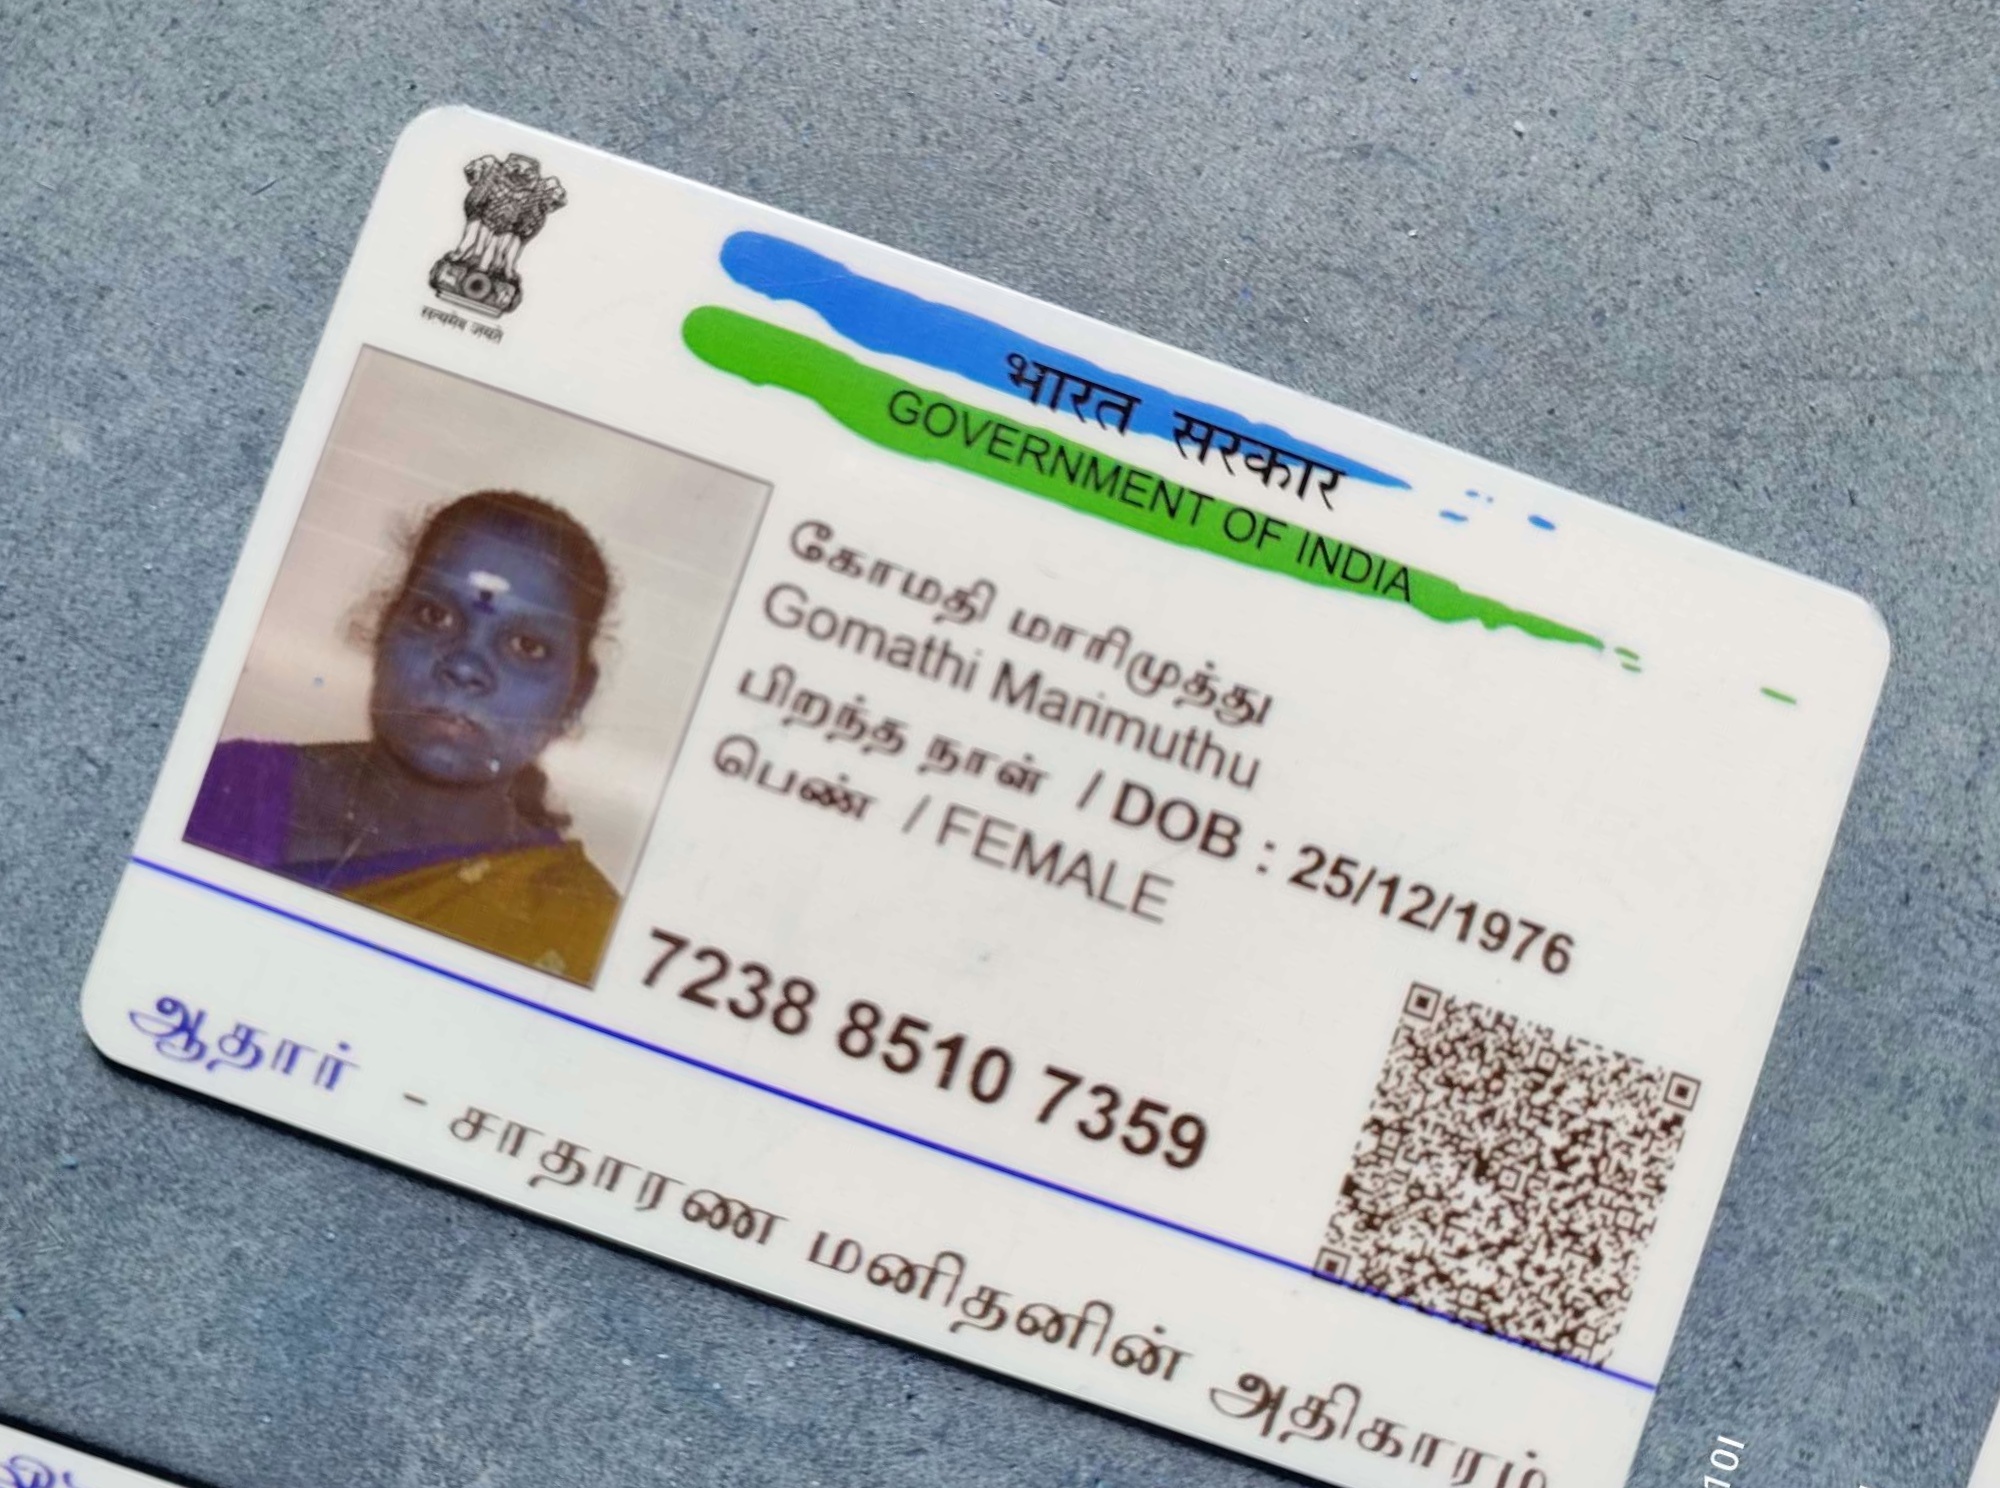 सत्यमेव जयते
भारत सरकार
GOVERNMENT OF INDIA
கோமதி மாரிமுத்து
Gomathi Marimuthu
பிறந்த நாள் / DOB : 25/12/1976
பெண் / FEMALE
7238 8510 7359
ஆதார் - சாதாரண மனிதனின் அதிகாரம்